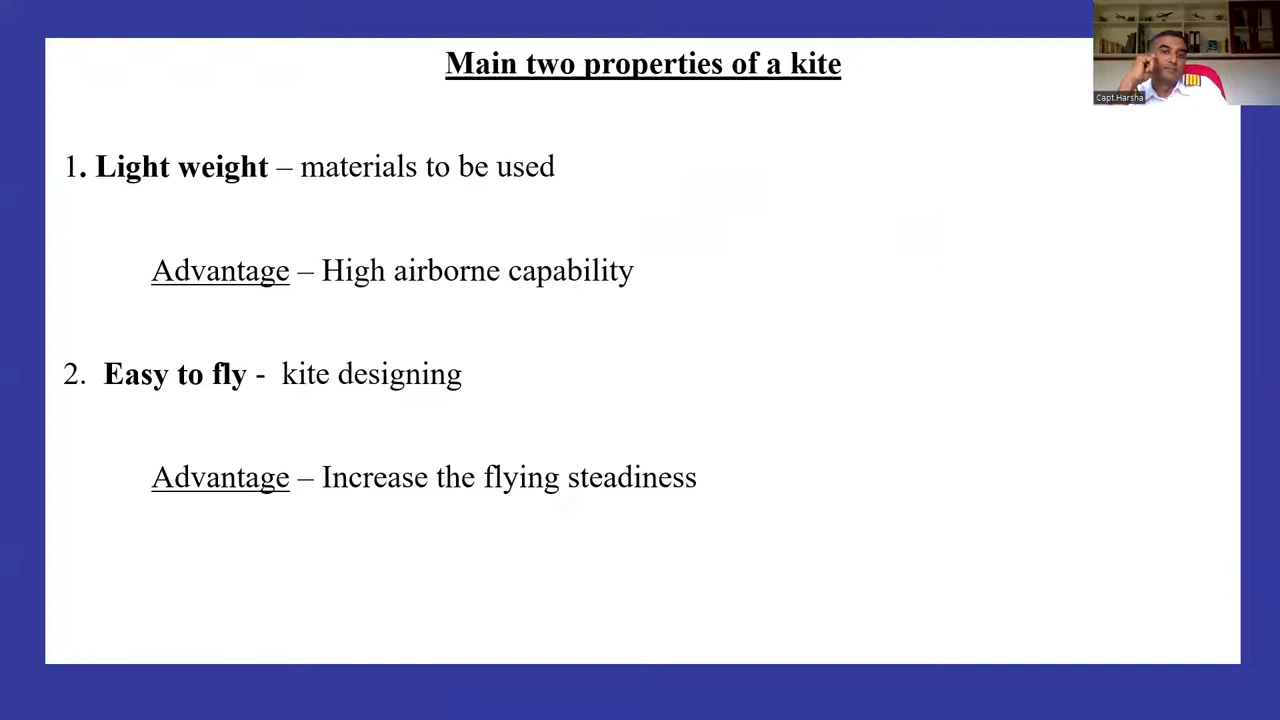 Main two properties of a kite
Capt.Harsha
1. Light weight – materials to be used
Advantage – High airborne capability
2. Easy to fly - kite designing
Advantage – Increase the flying steadiness